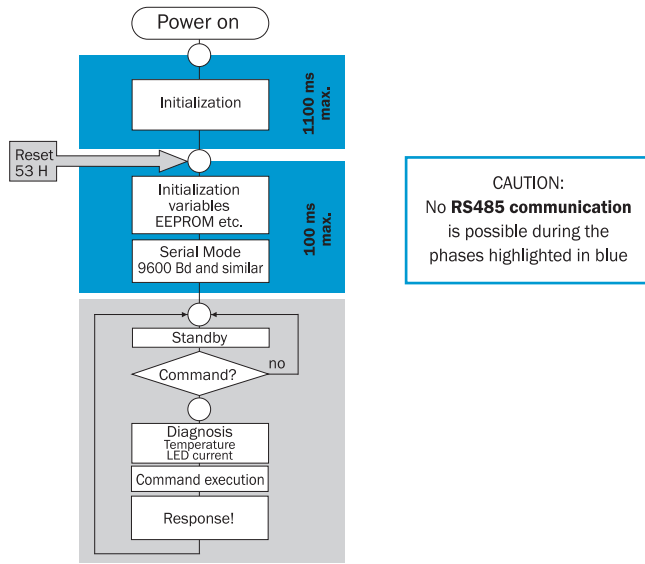 Power on
Initialization
1100 ms
max.
Reset
53 H
Initialization
variables
EEPROM etc.
Serial Mode
9600 Bd and similar
100 ms
max.
CAUTION:
No RS485 communication
is possible during the
phases highlighted in blue
Standby
Command?
no
Diagnosis
Temperature
LED current
Command execution
Response!